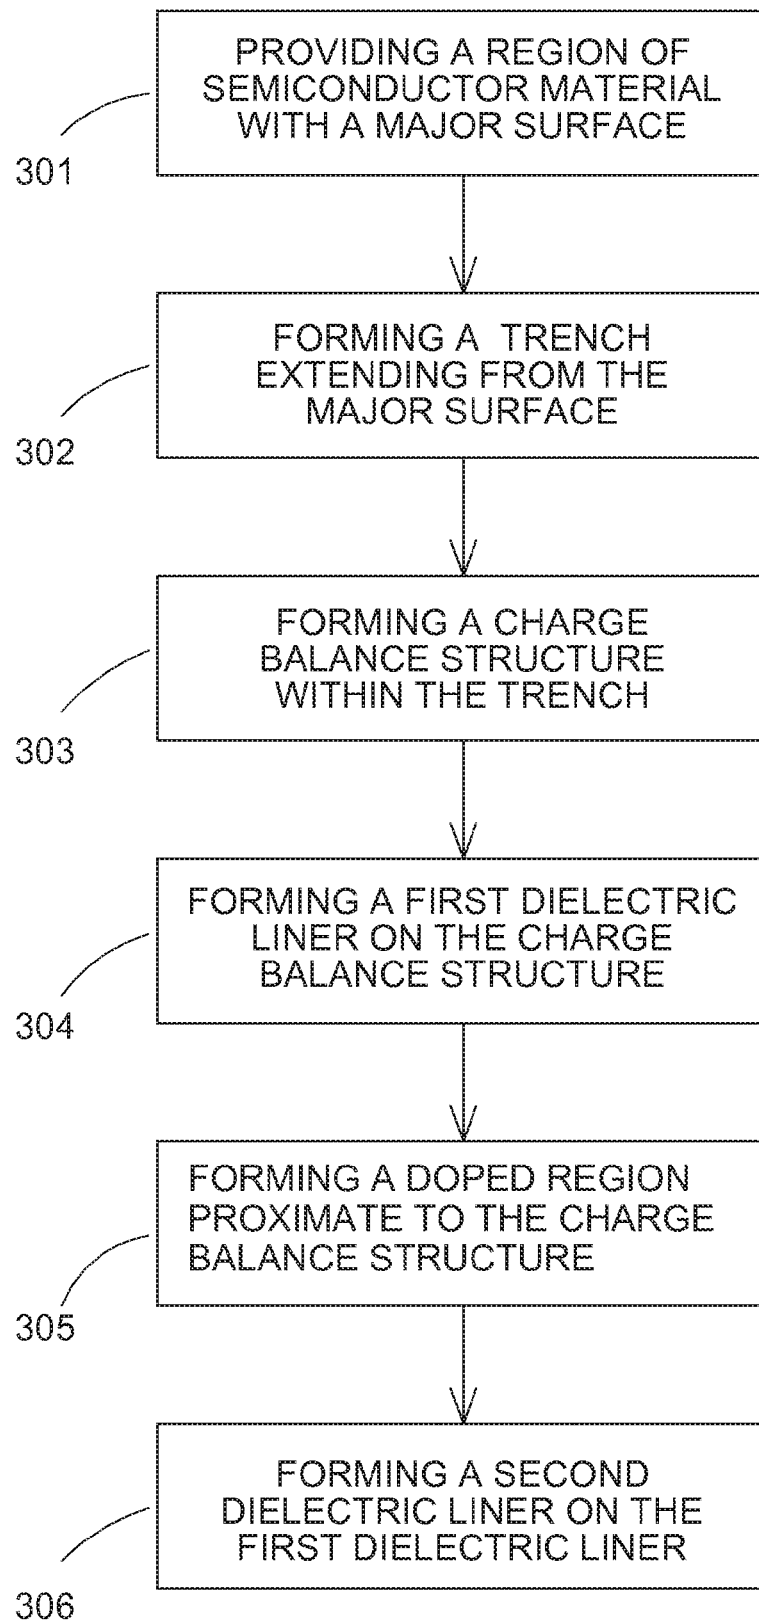 PROVIDING A REGION OF
SEMICONDUCTOR MATERIAL
WITH A MAJOR SURFACE
301
FORMING A TRENCH
EXTENDING FROM THE
MAJOR SURFACE
302
FORMING A CHARGE
BALANCE STRUCTURE
WITHIN THE TRENCH
303
FORMING A FIRST DIELECTRIC
LINER ON THE CHARGE
BALANCE STRUCTURE
304
FORMING A DOPED REGION
PROXIMATE TO THE CHARGE
BALANCE STRUCTURE
305
FORMING A SECOND
DIELECTRIC LINER ON THE
FIRST DIELECTRIC LINER
306